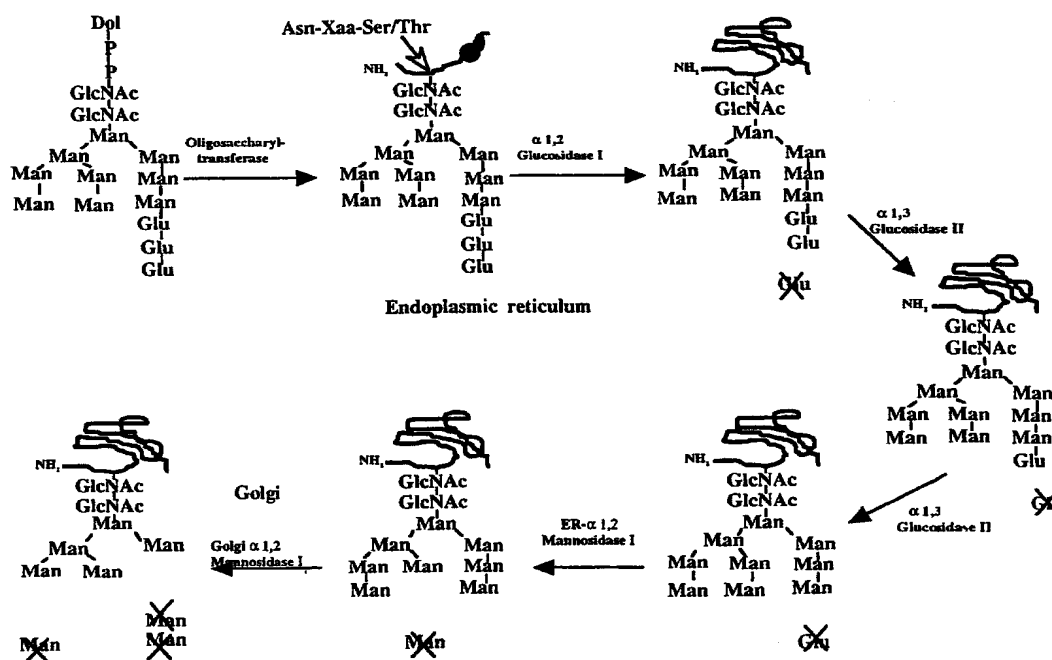 Dol
P
P
GlcNAc
GlcNAc
Man
Man Man
Man Man Man
Man Man Man
Glu
Glu
Glu
Oligosaccharyl-
transferase
Asn-Xaa-Ser/Thr
NH2
GlcNAc
GlcNAc
Man
Man Man
Man Man Man
Man Man Man
Glu
Glu
Glu
α 1,2
Glucosidase I
NH2
GlcNAc
GlcNAc
Man
Man Man
Man Man Man
Man Man Man
Glu
Glu
Glu
Endoplasmic reticulum
α 1,3
Glucosidase II
NH2
GlcNAc
GlcNAc
Man
Man Man
Man Man Man
Man Man Man
Glu
α 1,3
Glucosidase II
NH2
GlcNAc
GlcNAc
Man
Man Man
Man Man Man
Man Man Man
Glu
ER-α 1,2
Mannosidase I
NH2
GlcNAc
GlcNAc
Man
Man Man
Man Man Man
Man Man
Man
Golgi
Golgi α 1,2
Mannosidase I
NH2
GlcNAc
GlcNAc
Man
Man Man
Man Man
Man
Man Man